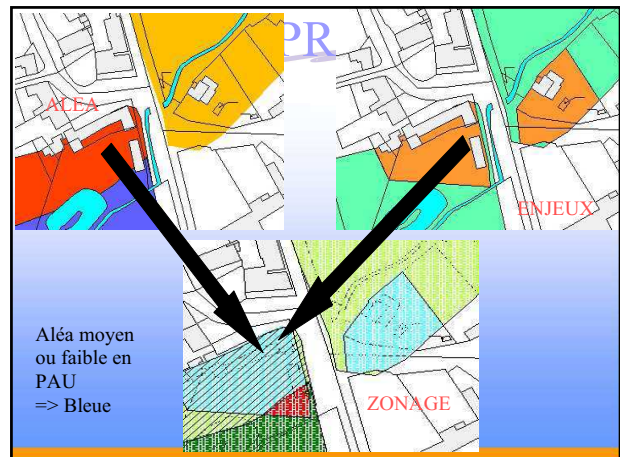 PR
ALEA
ENJEUX
Aléa moyen
ou faible en
PAU
=> Bleue
ZONAGE